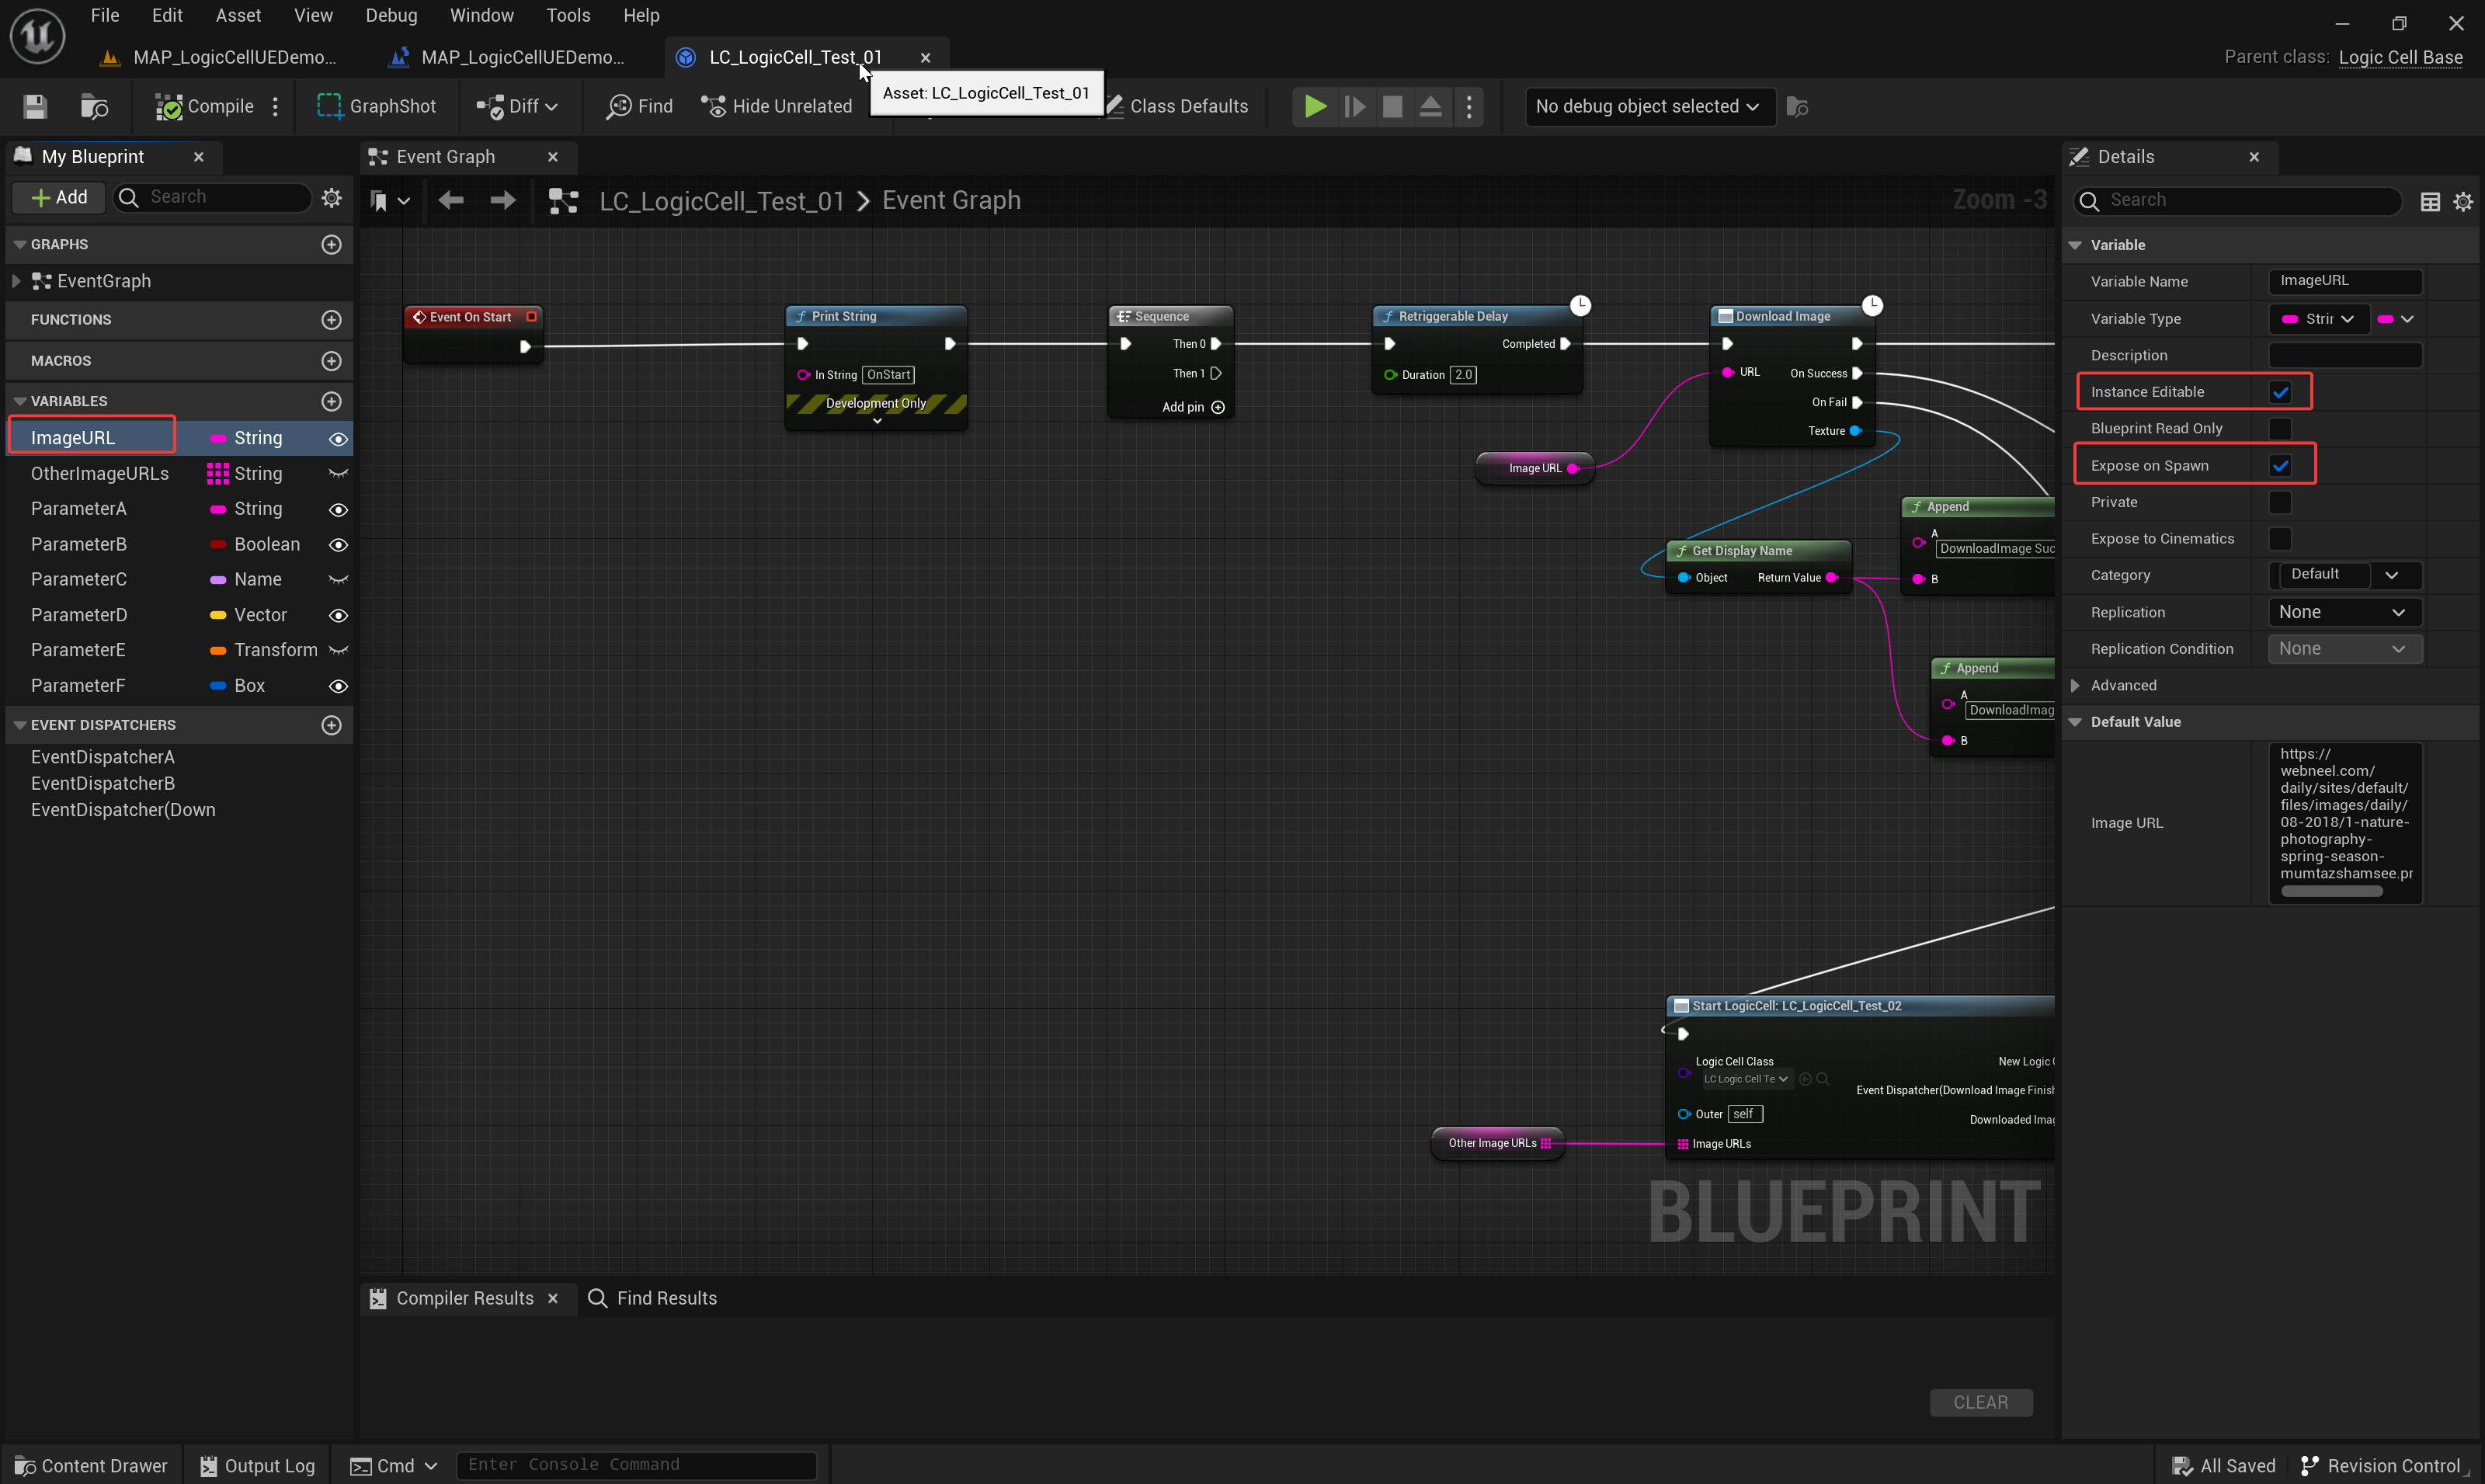 File Edit Asset View Debug Window Tools Help
MAP_LogicCellUEDemo... MAP_LogicCellUEDemo... LC_LogicCell_Test_01
Parent class: Logic Cell Base
Compile GraphShot Diff Find Hide Unrelated Class Defaults No debug object selected
Asset: LC_LogicCell_Test_01
My Blueprint
Add Search
GRAPHS
EventGraph
FUNCTIONS
MACROS
VARIABLES
ImageURL String
OtherImageURLs String
ParameterA String
ParameterB Boolean
ParameterC Name
ParameterD Vector
ParameterE Transform
ParameterF Box
EVENT DISPATCHERS
EventDispatcherA
EventDispatcherB
EventDispatcher(Down
Event Graph
LC_LogicCell_Test_01 > Event Graph
Zoom -3
Event On Start
Print String
In String OnStart
Development Only
Sequence
Then 0
Then 1
Add pin
Retriggerable Delay
Completed
Duration 2.0
Download Image
URL On Success
On Fail
Texture
Image URL
Get Display Name
Object Return Value
Append
A
DownloadImage Suc
B
Append
A
DownloadImag
B
Start LogicCell: LC_LogicCell_Test_02
Logic Cell Class
LC Logic Cell Te
New Logic C
Event Dispatcher(Download Image Finish
Outer self
Downloaded Imag
Image URLs
Other Image URLs
BLUEPRINT
Compiler Results Find Results
CLEAR
Details
Search
Variable
Variable Name ImageURL
Variable Type Strir
Description
Instance Editable
Blueprint Read Only
Expose on Spawn
Private
Expose to Cinematics
Category Default
Replication None
Replication Condition None
Advanced
Default Value
Image URL
https://
webneel.com/
daily/sites/default/
files/images/daily/
08-2018/1-nature-
photography-
spring-season-
mumtazshamsee.pr
Content Drawer Output Log Cmd Enter Console Command All Saved Revision Control